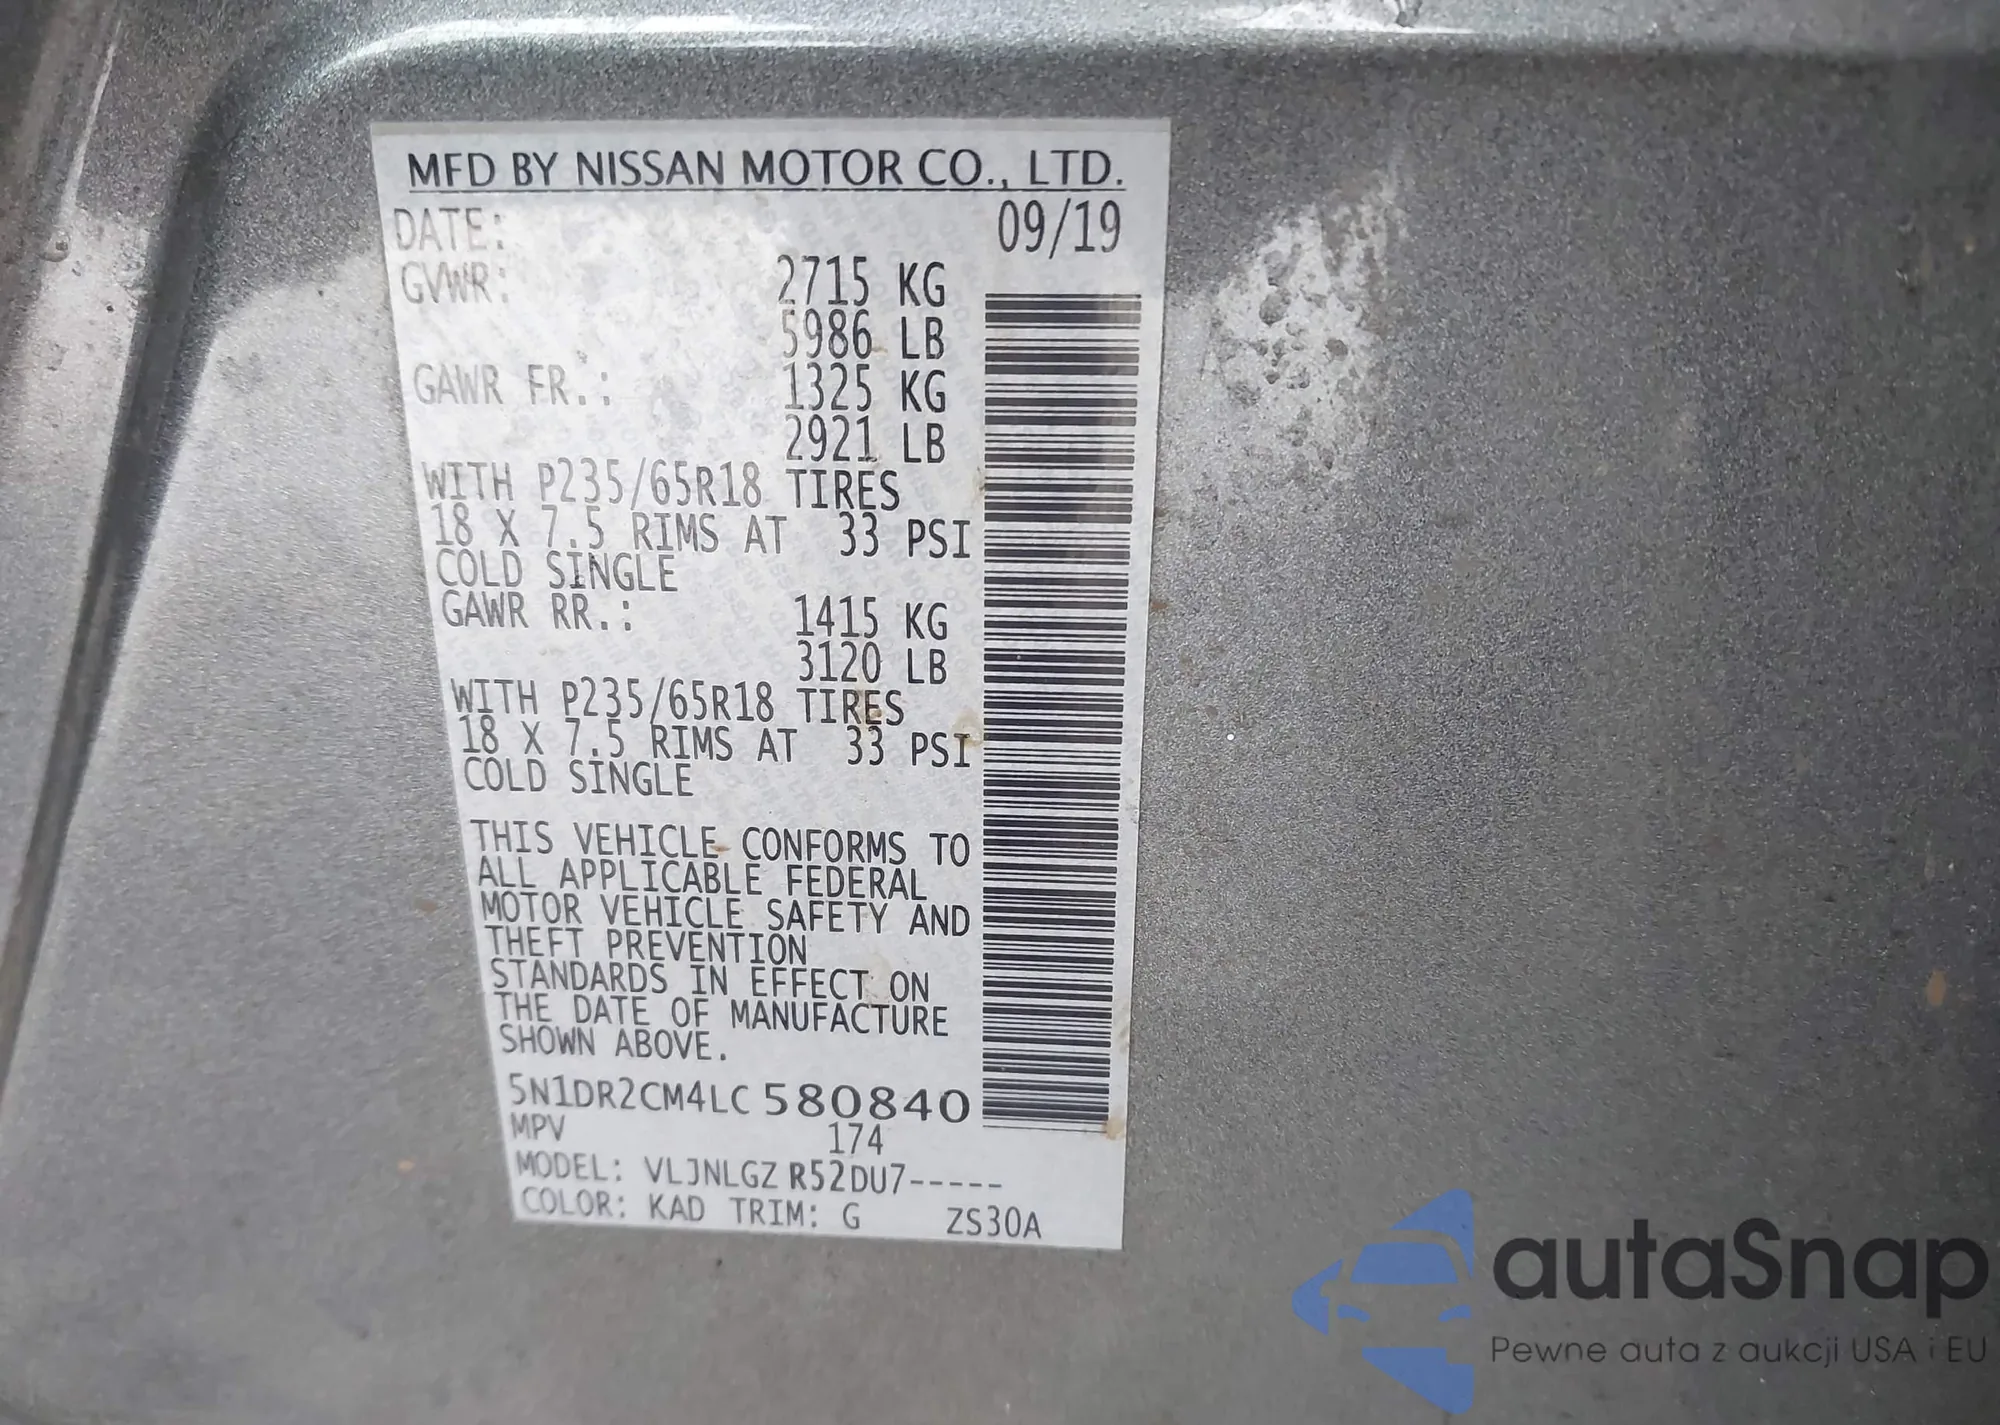 MFD BY NISSAN MOTOR CO., LTD.
DATE: 09/19
GVWR: 2715 KG
5986 LB
GAWR FR.: 1325 KG
2921 LB
WITH P235/65R18 TIRES
18 X 7.5 RIMS AT 33 PSI
COLD SINGLE
GAWR RR.: 1415 KG
3120 LB
WITH P235/65R18 TIRES
18 X 7.5 RIMS AT 33 PSI
COLD SINGLE
THIS VEHICLE CONFORMS TO
ALL APPLICABLE FEDERAL
MOTOR VEHICLE SAFETY AND
THEFT PREVENTION
STANDARDS IN EFFECT ON
THE DATE OF MANUFACTURE
SHOWN ABOVE.
5N1DR2CM4LC580840
MPV 174
MODEL: VLJNLGZ R52DU7-----
COLOR: KAD TRIM: G ZS30A
autaSnap
Pewne auta z aukcji USA i EU